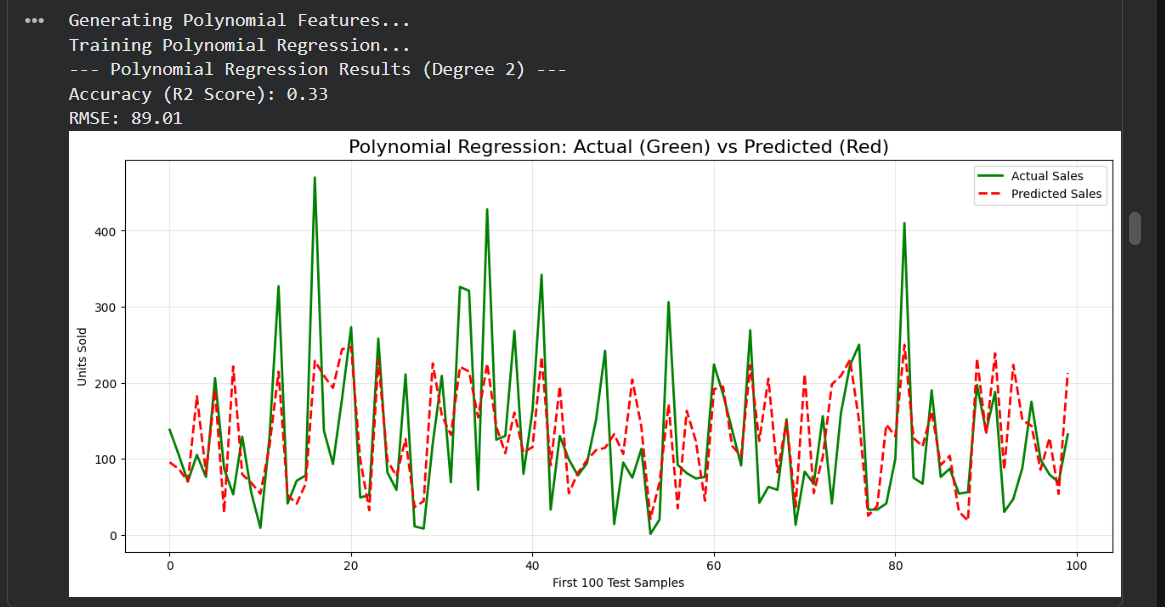 Generating Polynomial Features...
Training Polynomial Regression...
--- Polynomial Regression Results (Degree 2) ---
Accuracy (R2 Score): 0.33
RMSE: 89.01
Polynomial Regression: Actual (Green) vs Predicted (Red)
Actual Sales
Predicted Sales
Units Sold
400
300
200
100
0
0 20 40 60 80 100
First 100 Test Samples